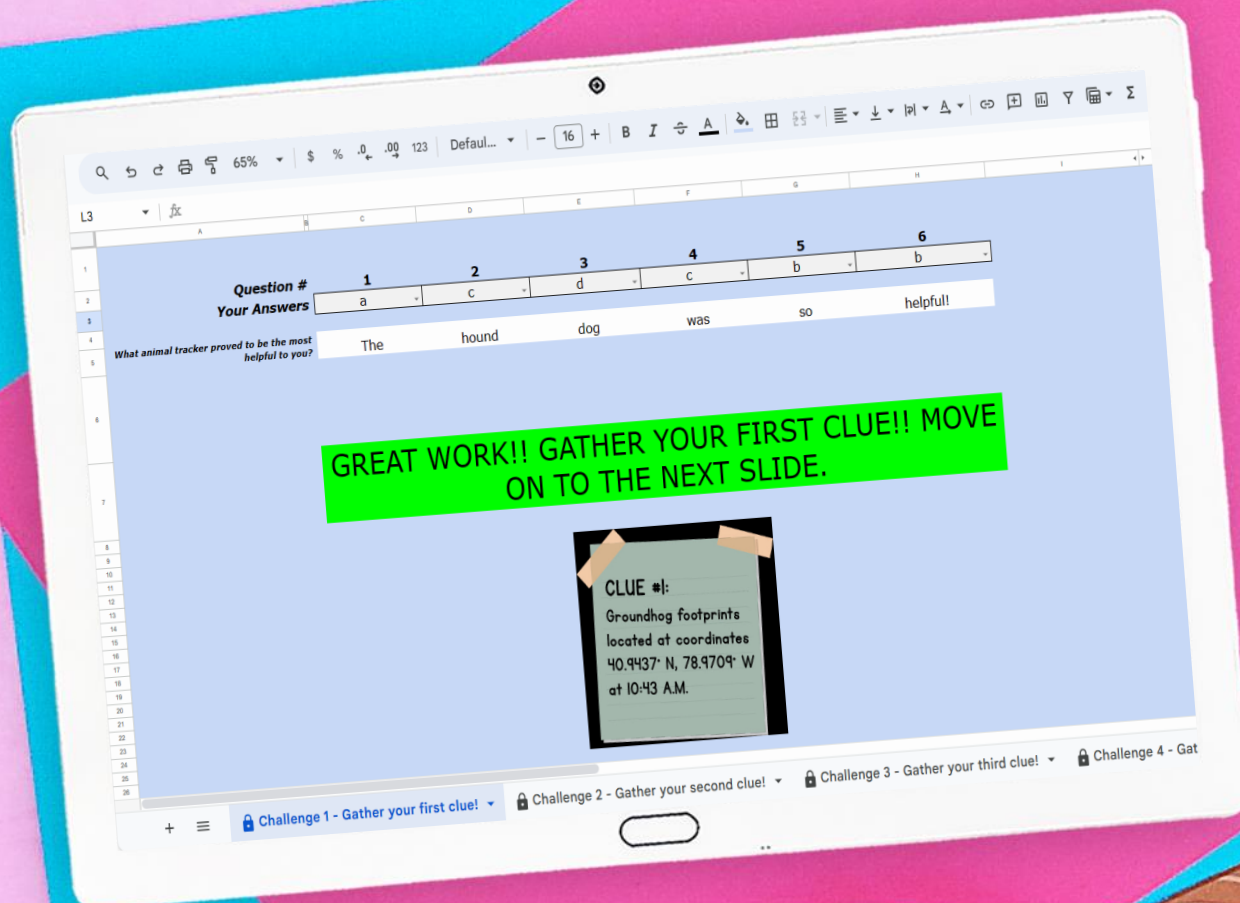 65% $ % .0 .00 123 Defaul... − 16 + B I A
L3 fx
A B C D E F G H I
1 2 3 4 5 6
Question #
a c d c b b
Your Answers
The hound dog was so helpful!
What animal tracker proved to be the most
helpful to you?
GREAT WORK!! GATHER YOUR FIRST CLUE!! MOVE
ON TO THE NEXT SLIDE.
CLUE #1:
Groundhog footprints
located at coordinates
40.9437° N, 78.9709° W
at 10:43 A.M.
1
2
3
4
5
6
7
8
9
10
11
12
13
14
15
16
17
18
19
20
21
22
23
24
25
26
Challenge 1 - Gather your first clue! Challenge 2 - Gather your second clue! Challenge 3 - Gather your third clue! Challenge 4 - Gat